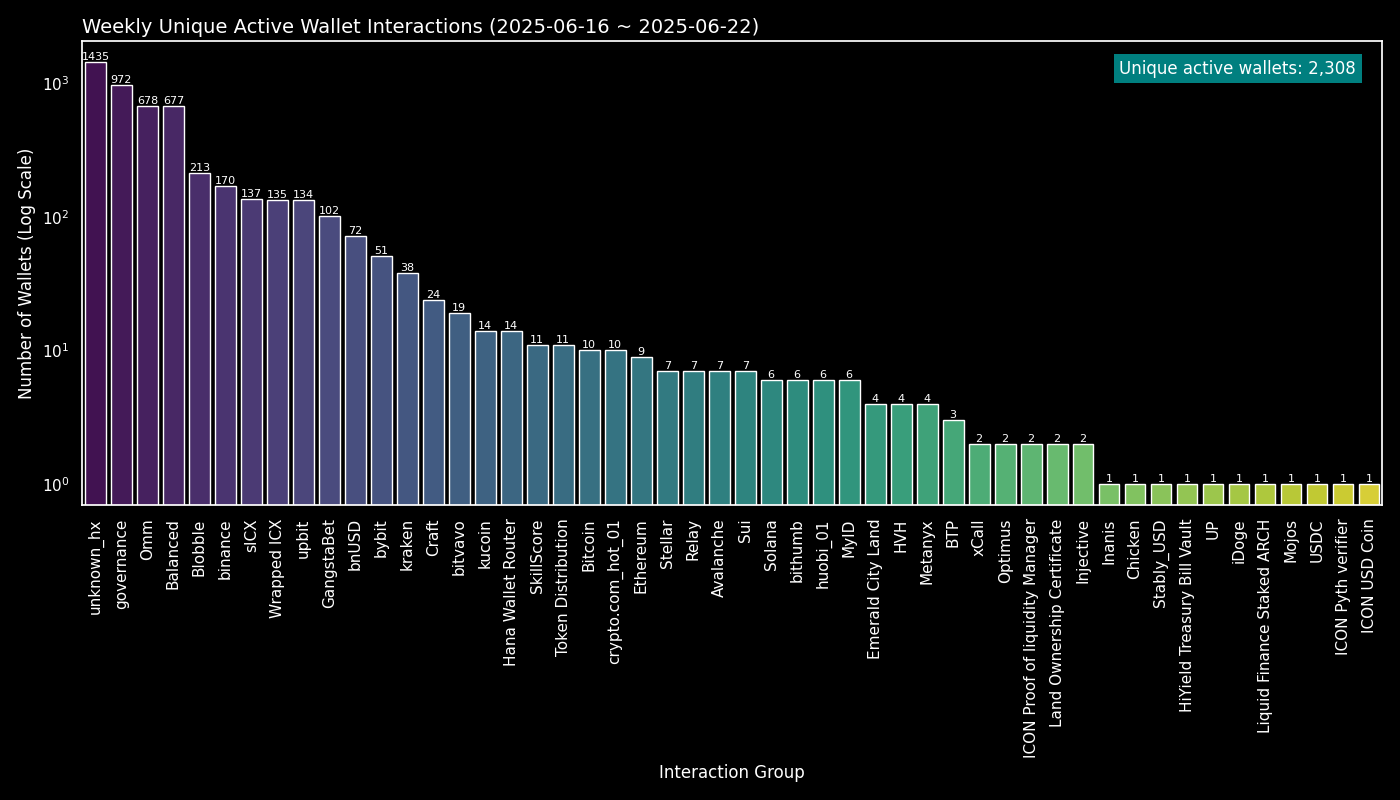 Weekly Unique Active Wallet Interactions (2025-06-16 ~ 2025-06-22)
Unique active wallets: 2,308
Number of Wallets (Log Scale)
10³
10²
10¹
10⁰
1435
972
678
677
213
170
137
135
134
102
72
51
38
24
19
14
14
11
11
10
10
9
7
7
7
7
6
6
6
6
4
4
4
3
2
2
2
2
2
1
1
1
1
1
1
1
1
1
1
1
unknown_hx
governance
Omm
Balanced
Blobble
binance
sICX
Wrapped ICX
upbit
GangstaBet
bnUSD
bybit
kraken
Craft
bitvavo
kucoin
Hana Wallet Router
SkillScore
Token Distribution
Bitcoin
crypto.com_hot_01
Ethereum
Stellar
Relay
Avalanche
Sui
Solana
bithumb
huobi_01
MyID
Emerald City Land
HVH
Metanyx
BTP
xCall
Optimus
ICON Proof of liquidity Manager
Land Ownership Certificate
Injective
Inanis
Chicken
Stably_USD
HiYield Treasury Bill Vault
UP
iDoge
Liquid Finance Staked ARCH
Mojos
USDC
ICON Pyth verifier
ICON USD Coin
Interaction Group